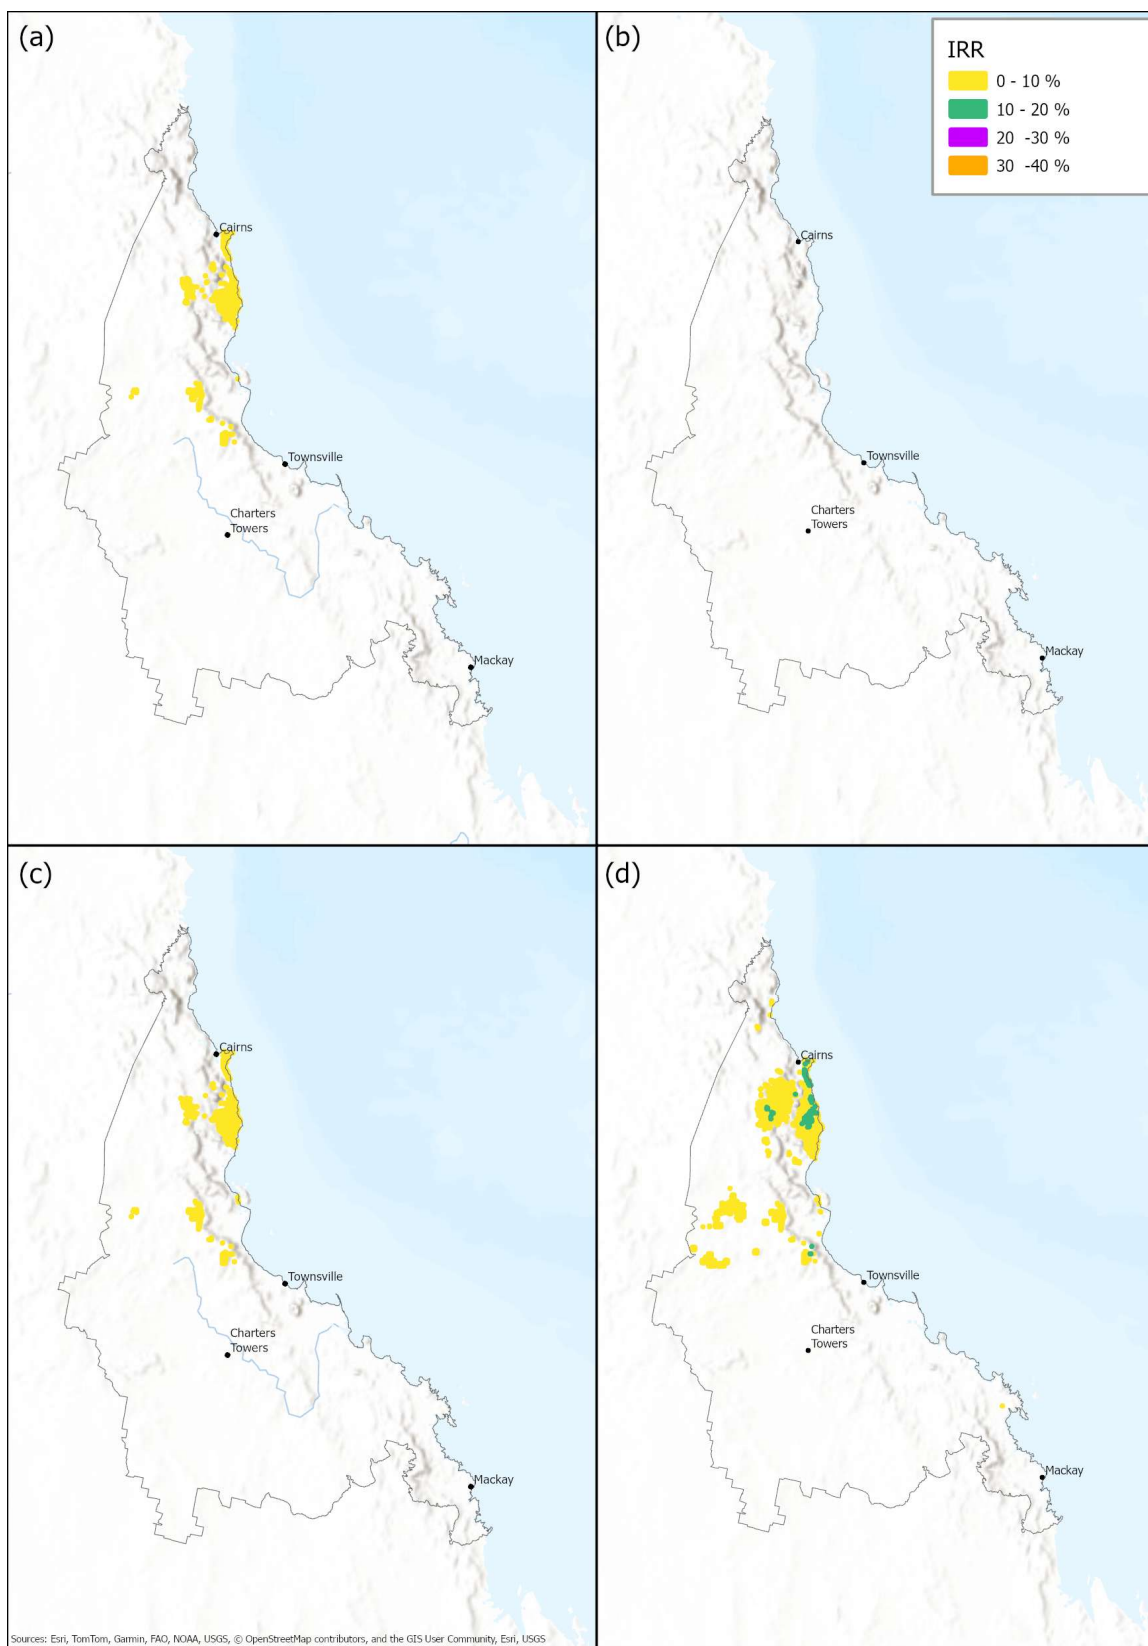 (a)
Cairns
Townsville
Charters
Towers
Mackay
(b)
IRR
0 - 10 %
10 - 20 %
20 -30 %
30 -40 %
Cairns
Townsville
Charters
Towers
Mackay
(c)
Cairns
Townsville
Charters
Towers
Mackay
Sources: Esri, TomTom, Garmin, FAO, NOAA, USGS, © OpenStreetMap contributors, and the GIS User Community, Esri, USGS
(d)
Cairns
Townsville
Charters
Towers
Mackay